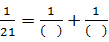 1/21 = 1/( ) + 1/( )